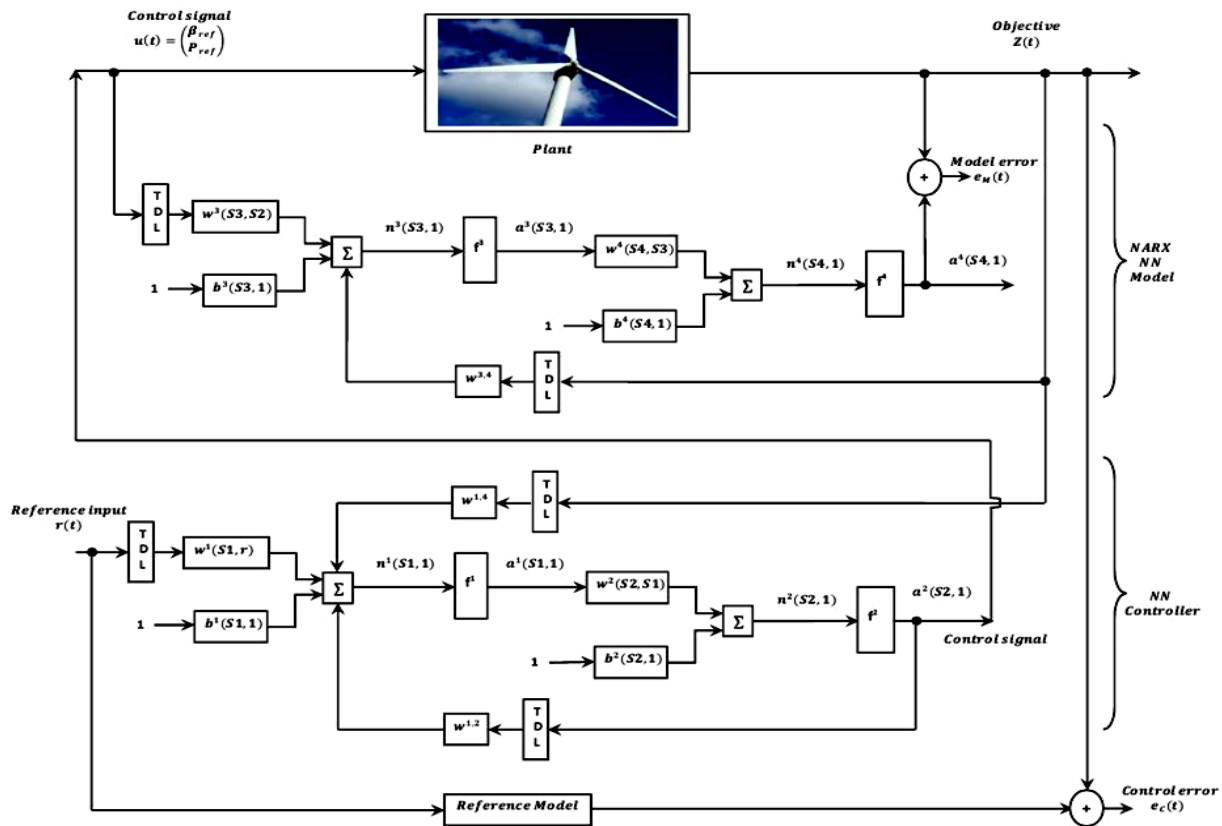 Control signal
u(t) = (β_ref
P_ref)
Objective
Z(t)
Plant
Model error
e_M(t)
+
T
D
L
w³(S3,S2)
n³(S3,1)
a³(S3,1)
Σ
f³
w⁴(S4,S3)
n⁴(S4,1)
a⁴(S4,1)
1
b³(S3,1)
Σ
f⁴
1
b⁴(S4,1)
NARX
NN
Model
w³,⁴
T
D
L
w¹,⁴
T
D
L
Reference input
r(t)
T
D
L
w¹(S1,r)
n¹(S1,1)
a¹(S1,1)
Σ
f¹
w²(S2,S1)
n²(S2,1)
a²(S2,1)
1
b¹(S1,1)
Σ
f²
Control signal
1
b²(S2,1)
NN
Controller
w¹,²
T
D
L
Reference Model
+
Control error
e_C(t)